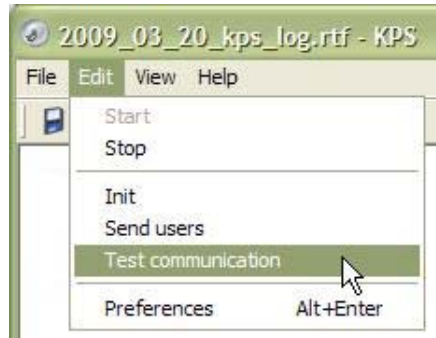 2009_03_20_kps_log.rtf - KPS
File Edit View Help
Start
Stop
Init
Send users
Test communication
Preferences Alt+Enter